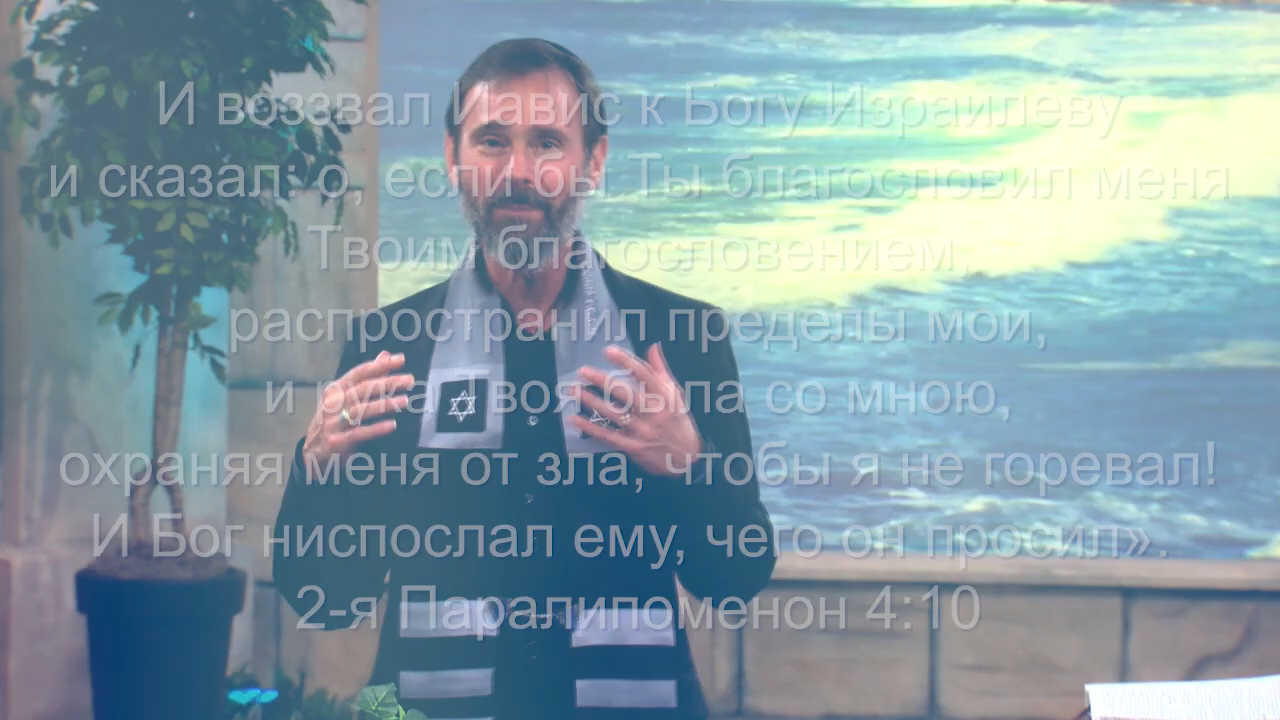 И воззвал Иавис к Богу Израилеву
и сказал: о, если бы Ты благословил меня
Твоим благословением,
распространил пределы мои,
и рука Твоя была со мною,
охраняя меня от зла, чтобы я не горевал!
И Бог ниспослал ему, чего он просил».
2-я Паралипоменон 4:10